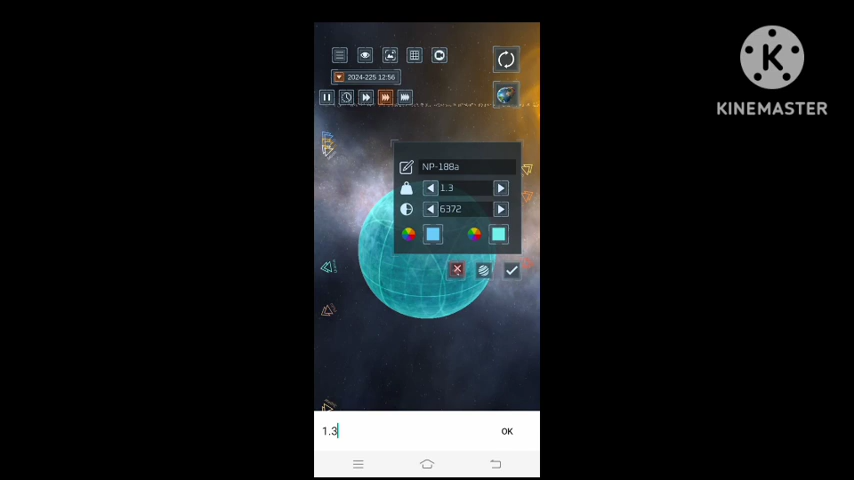 K
KINEMASTER
2024-225 12:56
NP-188a
1.3
6372
1.3
OK